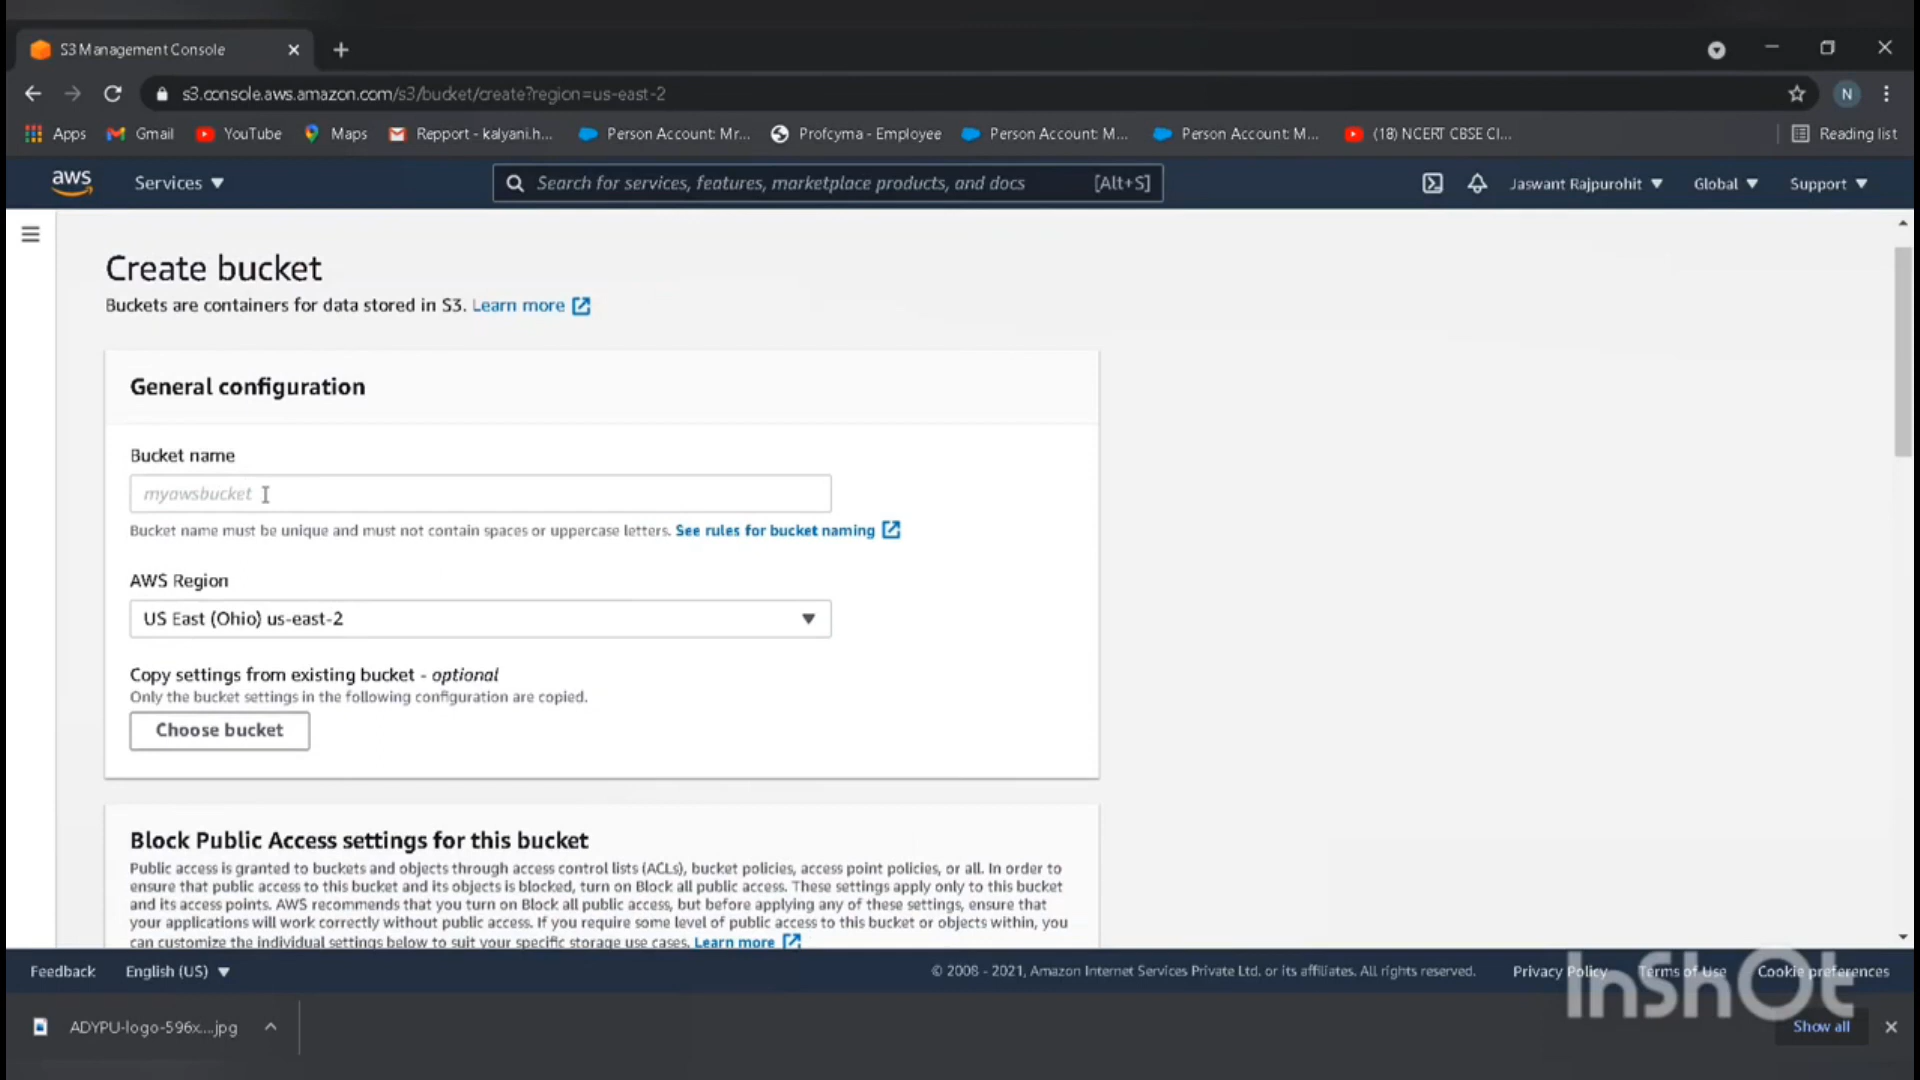 S3 Management Console
s3.console.aws.amazon.com/s3/bucket/create?region=us-east-2
N
Apps Gmail YouTube Maps Repport - kalyani.h... Person Account: Mr... Profcyma - Employee Person Account: M... Person Account: M... (18) NCERT CBSE Cl... Reading list
aws Services Search for services, features, marketplace products, and docs [Alt+S] Jaswant Rajpurohit Global Support
Create bucket
Buckets are containers for data stored in S3. Learn more
General configuration
Bucket name
myawsbucket
Bucket name must be unique and must not contain spaces or uppercase letters. See rules for bucket naming
AWS Region
US East (Ohio) us-east-2
Copy settings from existing bucket - optional
Only the bucket settings in the following configuration are copied.
Choose bucket
Block Public Access settings for this bucket
Public access is granted to buckets and objects through access control lists (ACLs), bucket policies, access point policies, or all. In order to
ensure that public access to this bucket and its objects is blocked, turn on Block all public access. These settings apply only to this bucket
and its access points. AWS recommends that you turn on Block all public access, but before applying any of these settings, ensure that
your applications will work correctly without public access. If you require some level of public access to this bucket or objects within, you
can customize the individual settings below to suit your specific storage use cases. Learn more
Feedback English (US) © 2008 - 2021, Amazon Internet Services Private Ltd. or its affiliates. All rights reserved. Privacy Policy Terms of Use Cookie preferences
InShOt
ADYPU-logo-596x....jpg Show all